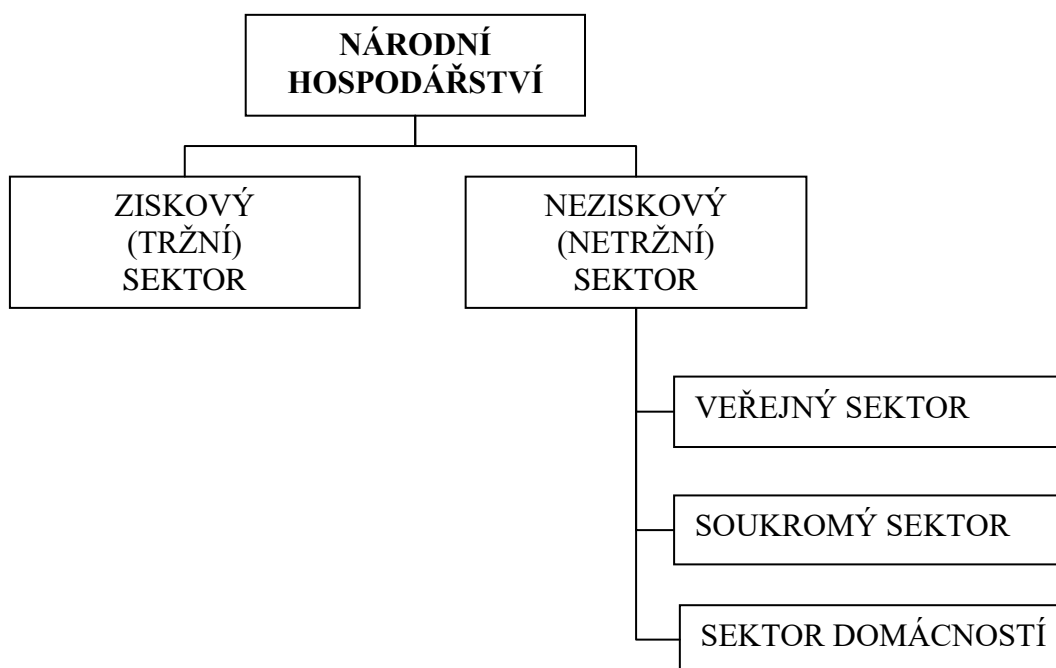 NÁRODNÍ
HOSPODÁŘSTVÍ
ZISKOVÝ
(TRŽNÍ)
SEKTOR
NEZISKOVÝ
(NETRŽNÍ)
SEKTOR
VEŘEJNÝ SEKTOR
SOUKROMÝ SEKTOR
SEKTOR DOMÁCNOSTÍ